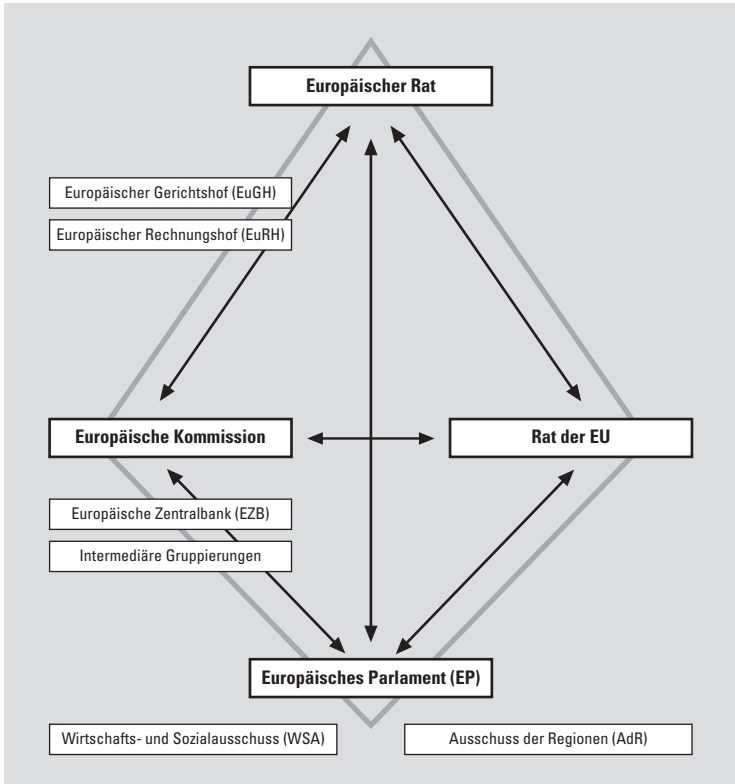 Europäischer Rat
Europäischer Gerichtshof (EuGH)
Europäischer Rechnungshof (EuRH)
Europäische Kommission
Rat der EU
Europäische Zentralbank (EZB)
Intermediäre Gruppierungen
Europäisches Parlament (EP)
Wirtschafts- und Sozialausschuss (WSA)
Ausschuss der Regionen (AdR)